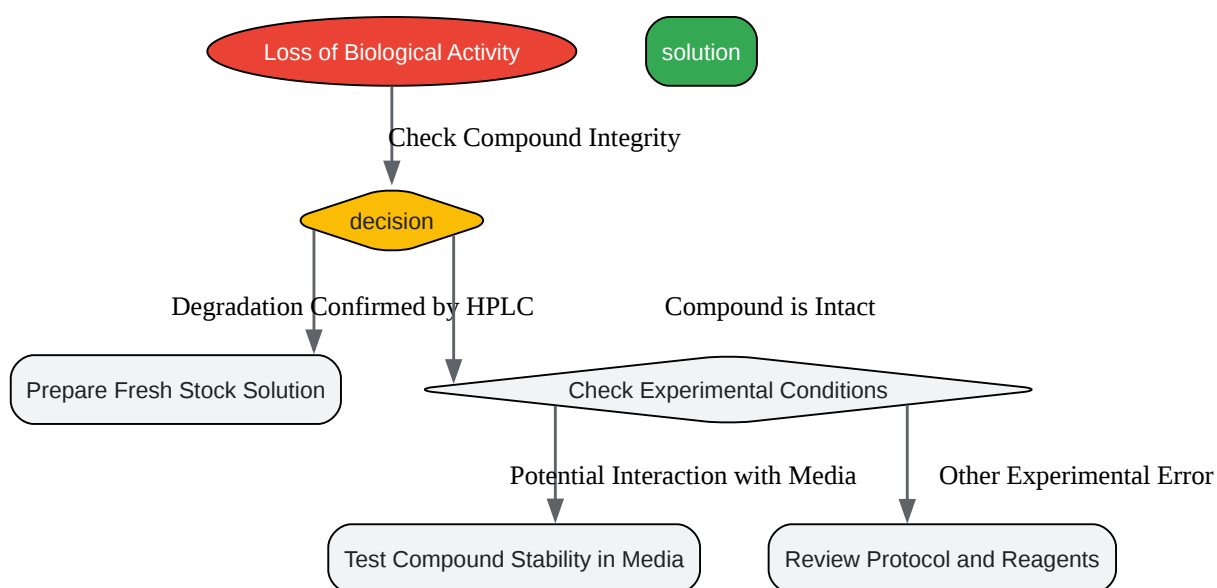 Loss of Biological Activity
solution
Check Compound Integrity
decision
Degradation Confirmed by HPLC
Compound is Intact
Prepare Fresh Stock Solution
Check Experimental Conditions
Potential Interaction with Media
Other Experimental Error
Test Compound Stability in Media
Review Protocol and Reagents